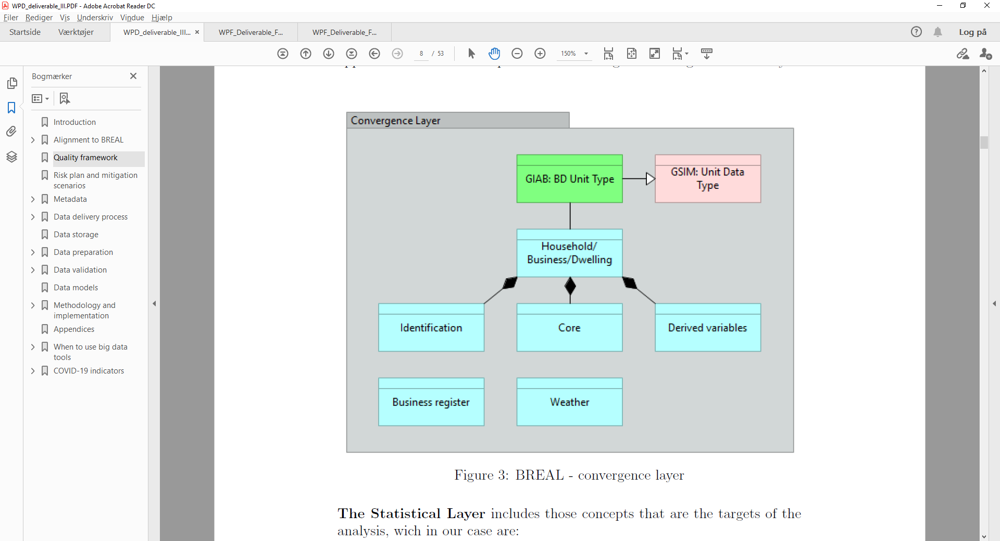 WPD_deliverable_III.PDF - Adobe Acrobat Reader DC
Filer Rediger Vis Underskriv Vindue Hjælp
Startside Værktøjer WPD_deliverable_III... × WPF_Deliverable_F... WPF_Deliverable_F... Log på
8 / 53 150%
Bogmærker
Introduction
Alignment to BREAL
Quality framework
Risk plan and mitigation
scenarios
Metadata
Data delivery process
Data storage
Data preparation
Data validation
Data models
Methodology and
implementation
Appendices
When to use big data
tools
COVID-19 indicators
Convergence Layer
GIAB: BD Unit Type
GSIM: Unit Data
Type
Household/
Business/Dwelling
Identification
Core
Derived variables
Business register
Weather
Figure 3: BREAL - convergence layer
The Statistical Layer includes those concepts that are the targets of the
analysis, wich in our case are: